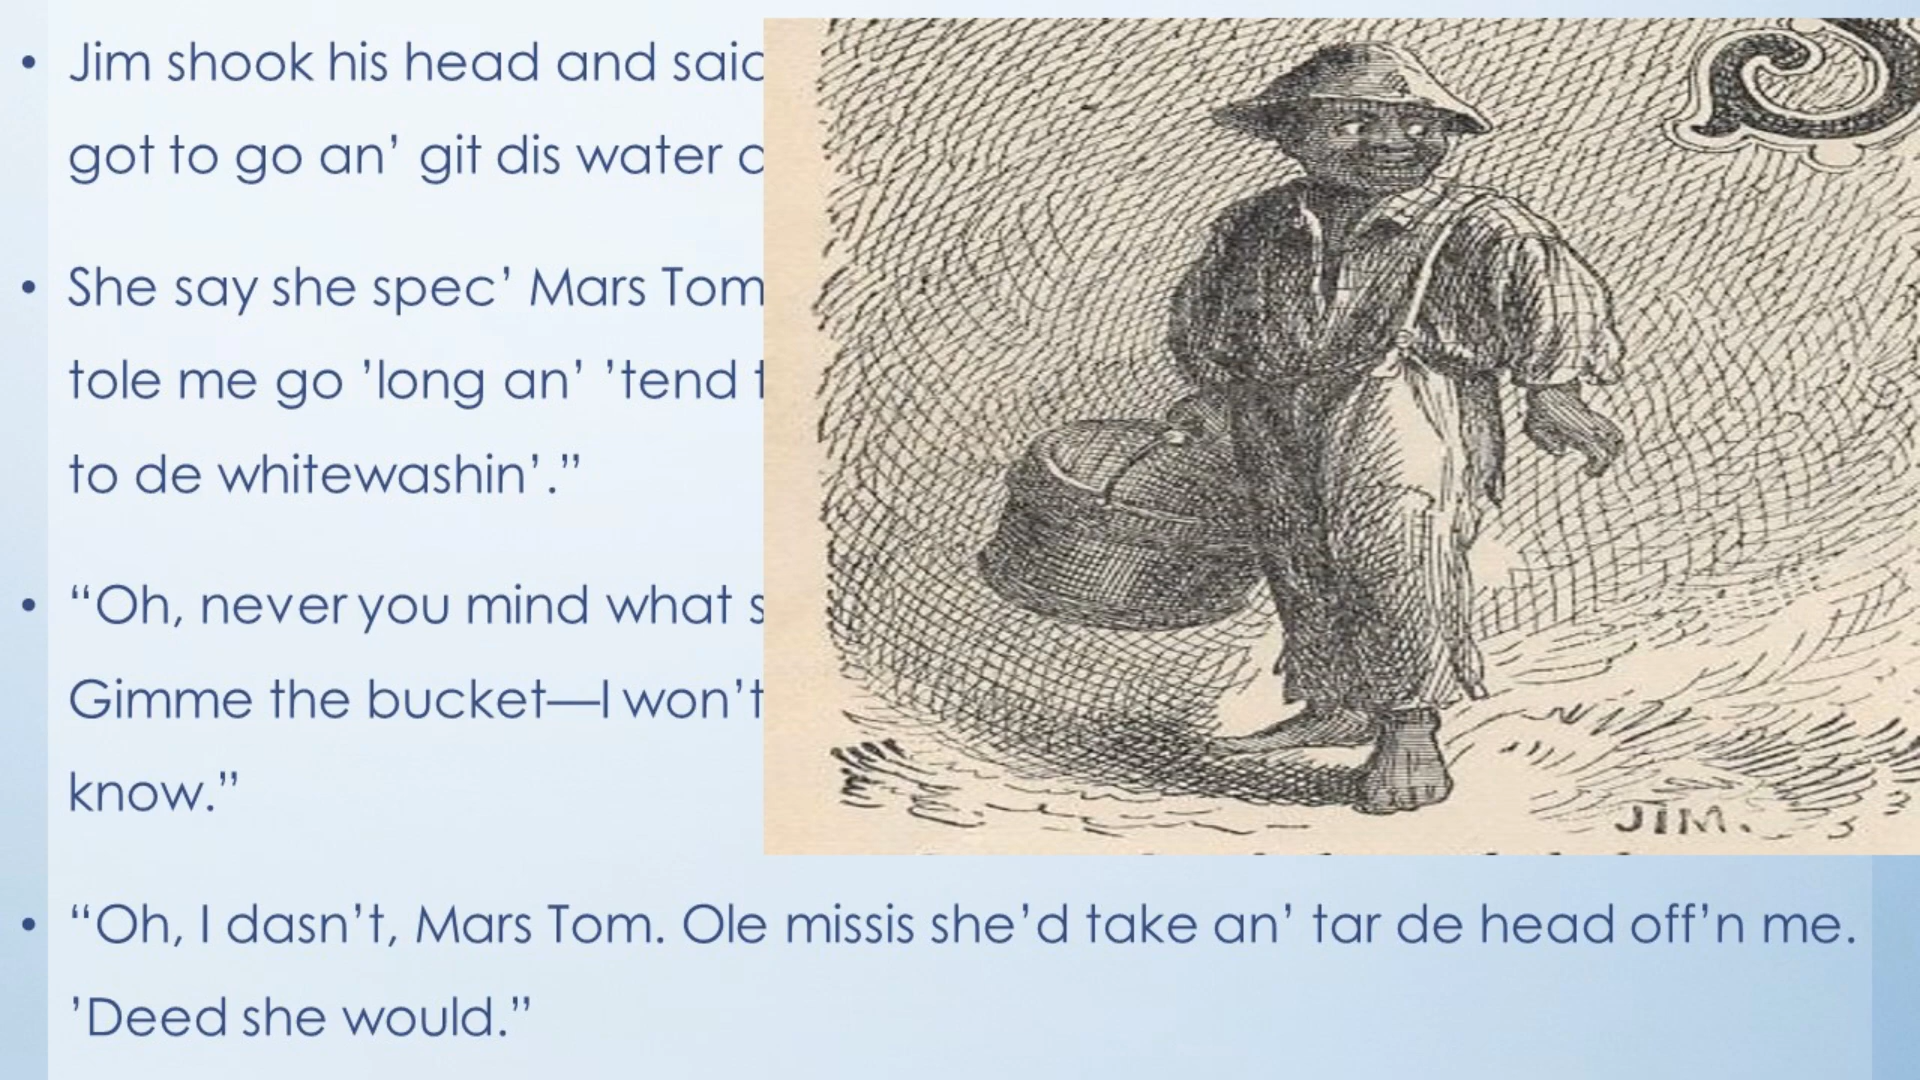 • Jim shook his head and said
got to go an’ git dis water
• She say she spec’ Mars Tom
tole me go ’long an’ ’tend
to de whitewashin’.”
• “Oh, never you mind what
Gimme the bucket—I won’t
know.”
• “Oh, I dasn’t, Mars Tom. Ole missis she’d take an’ tar de head off’n me.
’Deed she would.”
JIM.